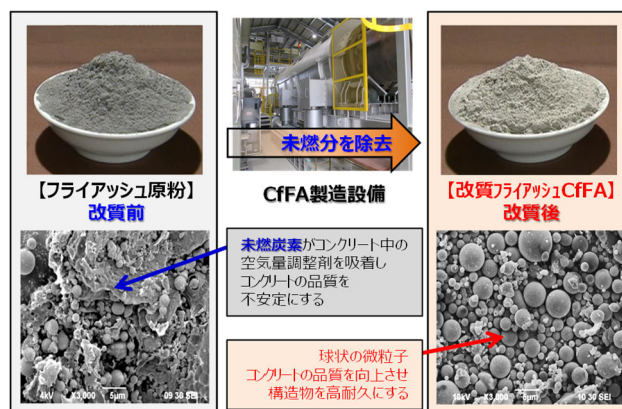 未燃分を除去
【フライアッシュ原粉】
改質前
CfFA製造設備
【改質フライアッシュCfFA】
改質後
未燃炭素がコンクリート中の
空気量調整剤を吸着し
コンクリートの品質を
不安定にする
球状の微粒子
コンクリートの品質を向上させ
構造物を高耐久にする
4kV X3,000 5μm 09 30 SEI
10kV X3,000 5μm 10 30 SEI